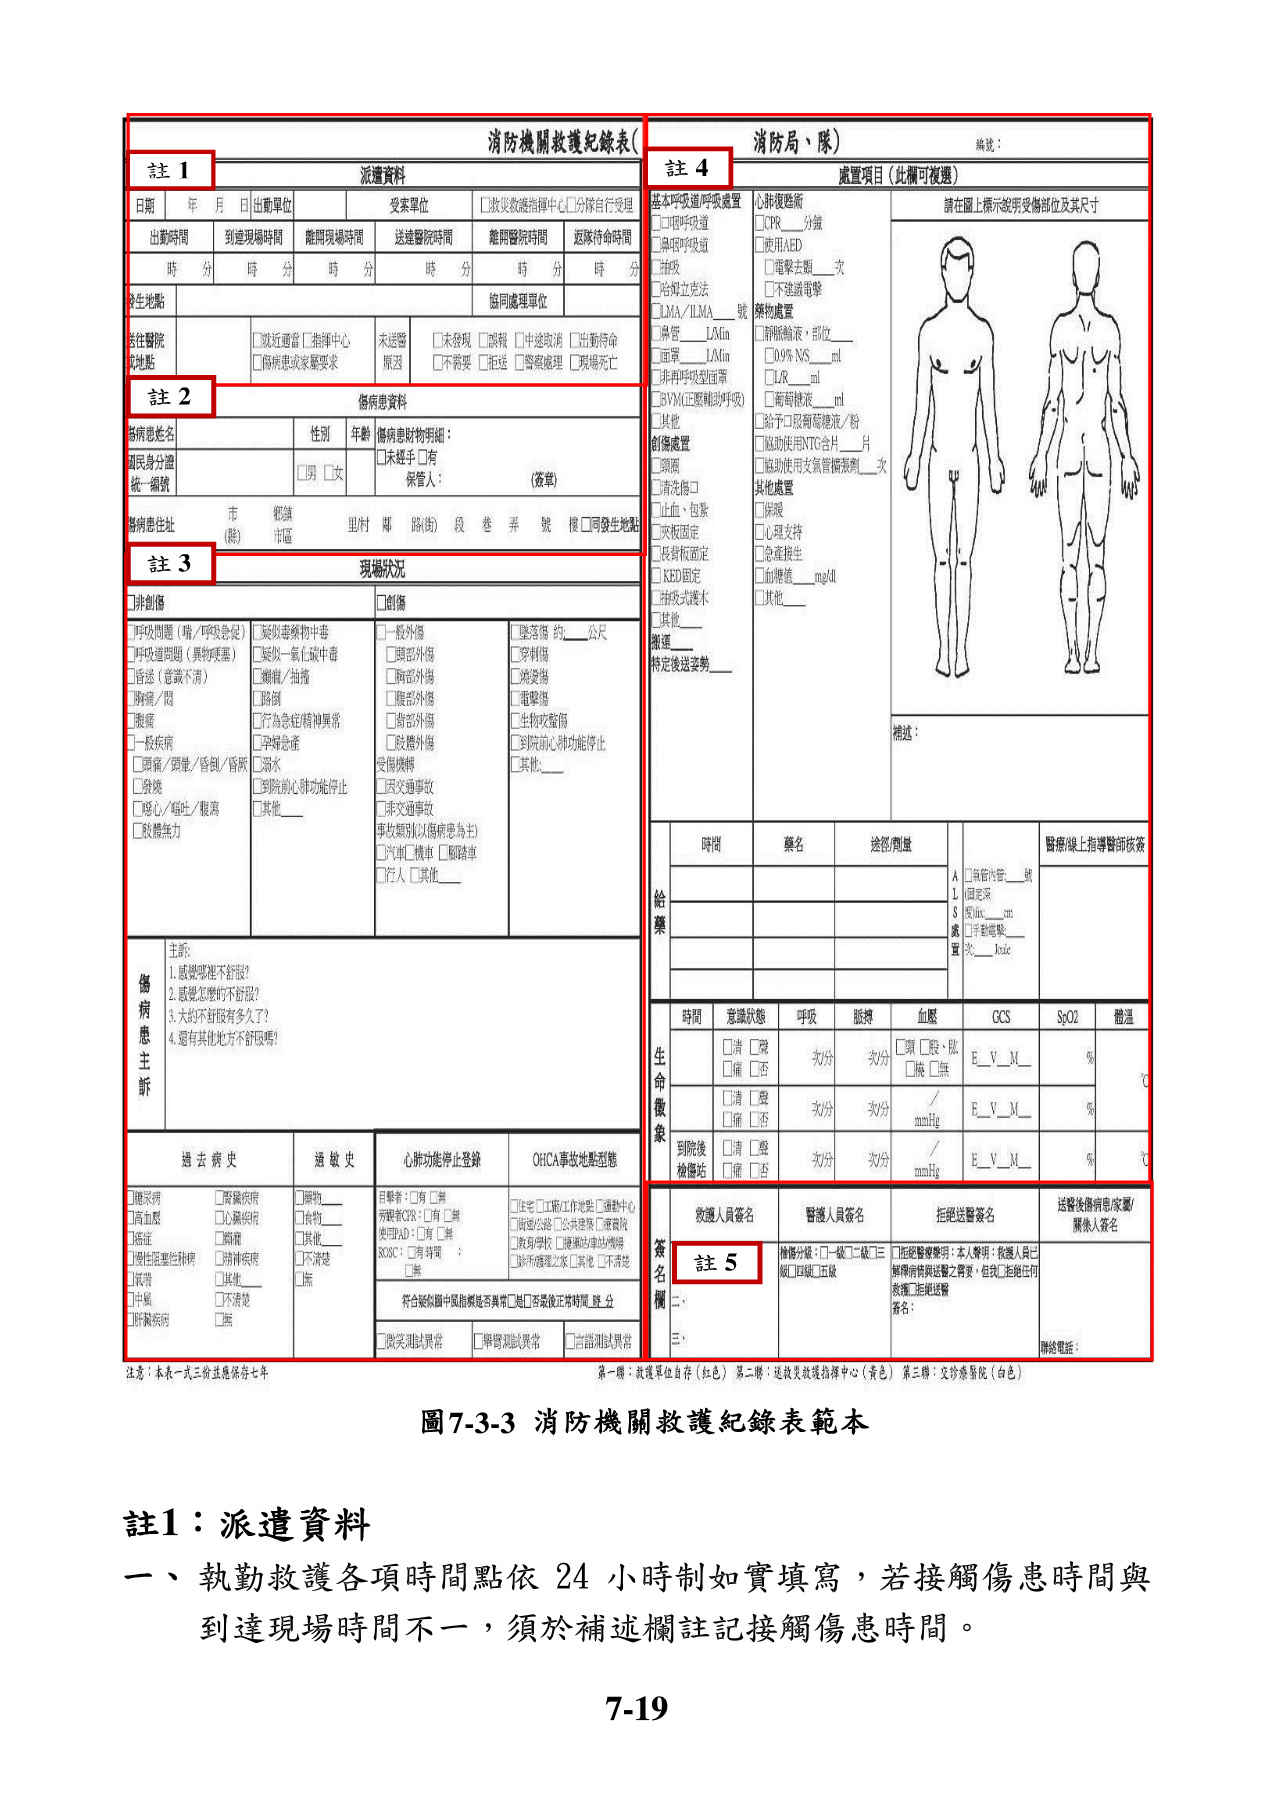 消防機關救護紀錄表( 消防局、隊)
編號：
註 1
派遣資料
日期 年 月 日 出勤單位 受案單位 □救災救護指揮中心□分隊自行受理
出勤時間 到達現場時間 離開現場時間 送達醫院時間 離開醫院時間 返隊待命時間
時 分 時 分 時 分 時 分 時 分 時 分
發生地點 協同處理單位
送往醫院
或地點
□就近適當 □指揮中心
□傷病患或家屬要求
未送醫
原因
□未發現 □誤報 □中途取消 □出勤待命
□不需要 □拒送 □警察處理 □現場死亡
註 2
傷病患資料
傷病患姓名 性別 年齡 傷病患財物明細：
□未經手 □有
保管人： (簽章)
國民身分證
統一編號
□男 □女
傷病患住址 市 鄉鎮 里/村 鄰 路(街) 段 巷 弄 號 樓 □同發生地點
(縣) 市區
註 3
現場狀況
□非創傷
□呼吸問題（喘／呼吸急促）
□呼吸道問題（異物哽塞）
□昏迷（意識不清）
□胸痛／悶
□腹痛
□一般疾病
□頭痛／頭暈／昏倒／昏厥
□發燒
□噁心／嘔吐／腹瀉
□肢體無力
□疑似毒藥物中毒
□疑似一氧化碳中毒
□癲癇／抽搐
□路倒
□行為急症/精神異常
□孕婦急產
□溺水
□到院前心肺功能停止
□其他____
□創傷
□一般外傷
□頭部外傷
□胸部外傷
□腹部外傷
□背部外傷
□肢體外傷
受傷機轉
□因交通事故
□非交通事故
事故類別(以傷病患為主)
□汽車□機車 □腳踏車
□行人 □其他____
□墜落傷 約:____公尺
□穿刺傷
□燒燙傷
□電擊傷
□生物咬螫傷
□到院前心肺功能停止
□其他:____
傷病患主訴
主訴:
1. 感覺哪裡不舒服?
2. 感覺怎麼的不舒服?
3. 大約不舒服有多久了?
4. 還有其他地方不舒服嗎?
過去病史
□糖尿病
□高血壓
□癌症
□慢性阻塞性肺病
□氣喘
□中風
□肝臟疾病
□腎臟疾病
□心臟疾病
□癲癇
□精神疾病
□其他____
□不清楚
□無
過敏史
□藥物____
□食物____
□其他____
□不清楚
□無
心肺功能停止登錄
目擊者：□有 □無
旁觀者CPR：□有 □無
使用PAD：□有 □無
ROSC：□有 時間 ：
□無
OHCA事故地點型態
□住宅 □工廠/工作地點 □運動中心
□街道/公路 □公共建築 □療養院
□教育/學校 □捷運站/車站/機場
□診所/護理之家 □其他 □不清楚
符合疑似腦中風指標是否異常□是□否最後正常時間 時 分
□微笑測試異常 □舉臂測試異常 □言語測試異常
註 4
處置項目（此欄可複選）
基本呼吸道/呼吸處置
□口咽呼吸道
□鼻咽呼吸道
□抽吸
□哈姆立克法
□LMA／ILMA____ 號
□鼻管____L/Min
□面罩____L/Min
□非再呼吸型面罩
□BVM(正壓輔助呼吸)
□其他
創傷處置
□頸圈
□清洗傷口
□止血、包紮
□夾板固定
□長背板固定
□ KED固定
□抽吸式護木
□其他____
搬運____
特定後送姿勢____
心肺復甦術
□CPR____分鐘
□使用AED
□電擊去顫____次
□不建議電擊
藥物處置
□靜脈輸液，部位____
□0.9% N/S____ml
□L/R____ml
□葡萄糖液____ml
□給予口服葡萄糖液／粉
□協助使用NTG含片____片
□協助使用支氣管擴張劑____次
其他處置
□保暖
□心理支持
□急產接生
□血糖值____mg/dl
□其他____
請在圖上標示說明受傷部位及其尺寸
補述：
給藥
時間 藥名 途徑/劑量
ALS處置
□氣管內管:____號
(固定深
度)fix:____cm
□手動電擊:____
次:____Joule
醫療/線上指導醫師核簽
生命徵象
時間 意識狀態 呼吸 脈搏 血壓 GCS SpO2 體溫
□清 □聲 次/分 次/分 □頸 □股、肱 E__V__M__ % ℃
□痛 □否 □橈 □無
□清 □聲 次/分 次/分 ／ E__V__M__ %
□痛 □否 mmHg
到院後
檢傷站
□清 □聲 次/分 次/分 ／ E__V__M__ % ℃
□痛 □否 mmHg
簽名欄
救護人員簽名 醫護人員簽名 拒絕送醫簽名
送醫後傷病患/家屬/
關係人簽名
註 5
二、
三、
檢傷分級：□一級□二級□三
級□四級□五級
□拒絕醫療聲明：本人聲明：救護人員已
解釋病情與送醫之需要，但我□拒絕任何
救護□拒絕送醫
簽名：
聯絡電話：
注意：本表一式三份並應保存七年
第一聯：救護單位自存（紅色） 第二聯：送救災救護指揮中心（黃色） 第三聯：交診療醫院（白色）
圖7-3-3 消防機關救護紀錄表範本
註1：派遣資料
一、 執勤救護各項時間點依 24 小時制如實填寫，若接觸傷患時間與
到達現場時間不一，須於補述欄註記接觸傷患時間。
7-19